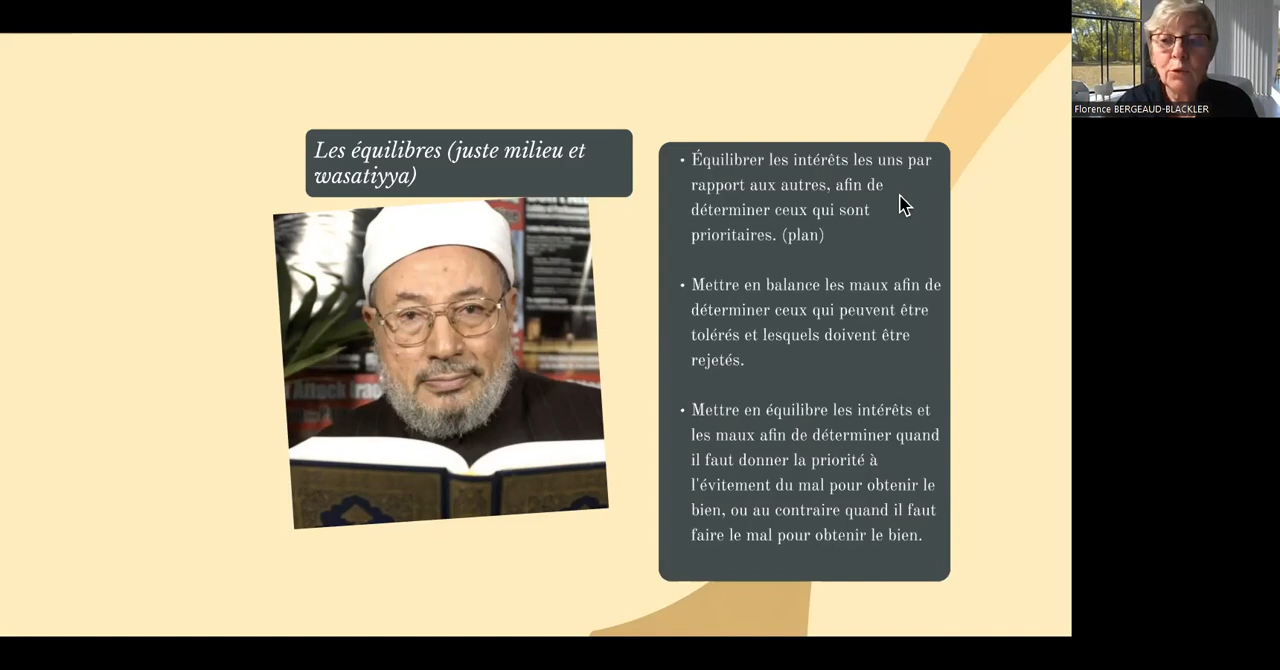 Florence BERGEAUD-BLACKLER
Les équilibres (juste milieu et
wasatiyya)
• Équilibrer les intérêts les uns par
rapport aux autres, afin de
déterminer ceux qui sont
prioritaires. (plan)
• Mettre en balance les maux afin de
déterminer ceux qui peuvent être
tolérés et lesquels doivent être
rejetés.
• Mettre en équilibre les intérêts et
les maux afin de déterminer quand
il faut donner la priorité à
l'évitement du mal pour obtenir le
bien, ou au contraire quand il faut
faire le mal pour obtenir le bien.